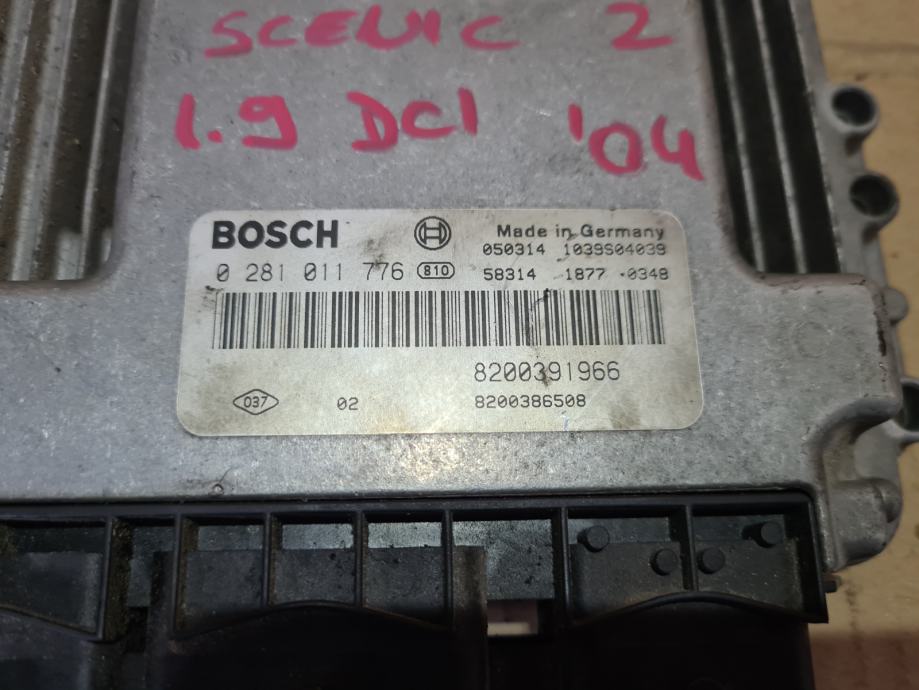 SCENIC 2
1.9 DCI '04
BOSCH Made in Germany
050314 1039S04039
0 281 011 776 810 58314 1877-0348
8200391966
037 02 8200386508